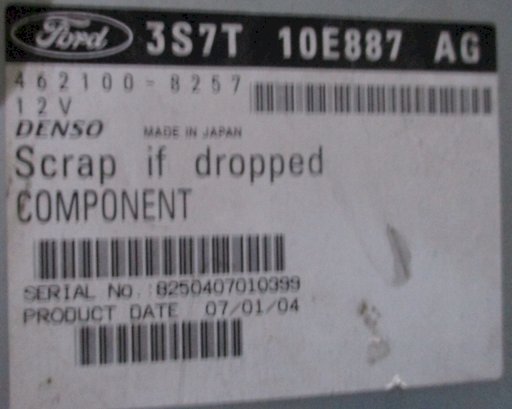 Ford 3S7T 10E887 AG
462100-8257
12V
DENSO MADE IN JAPAN
Scrap if dropped
COMPONENT
SERIAL No. :8250407010399
PRODUCT DATE 07/01/04